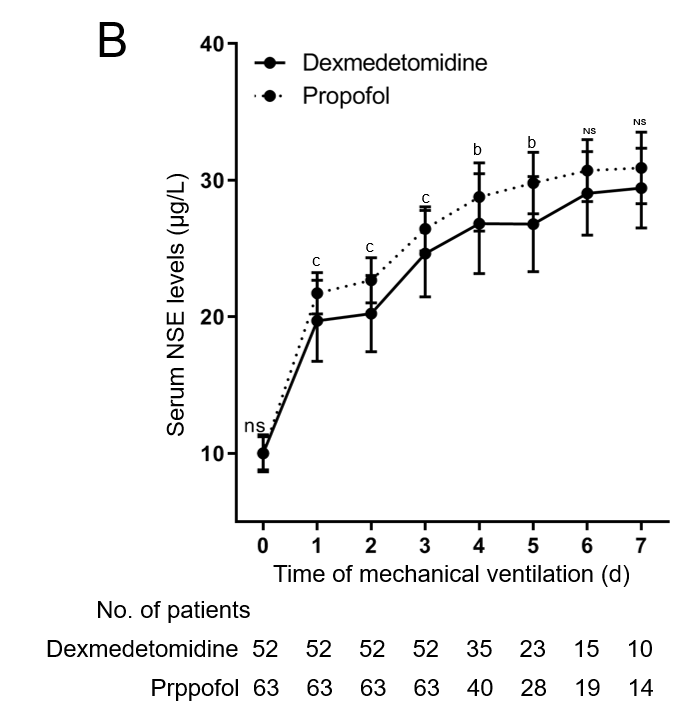 B
40
Dexmedetomidine
Propofol
NS
NS
b
b
30
c
c
c
20
ns
10
Serum NSE levels (µg/L)
0 1 2 3 4 5 6 7
Time of mechanical ventilation (d)
No. of patients
Dexmedetomidine 52 52 52 52 35 23 15 10
Prppofol 63 63 63 63 40 28 19 14